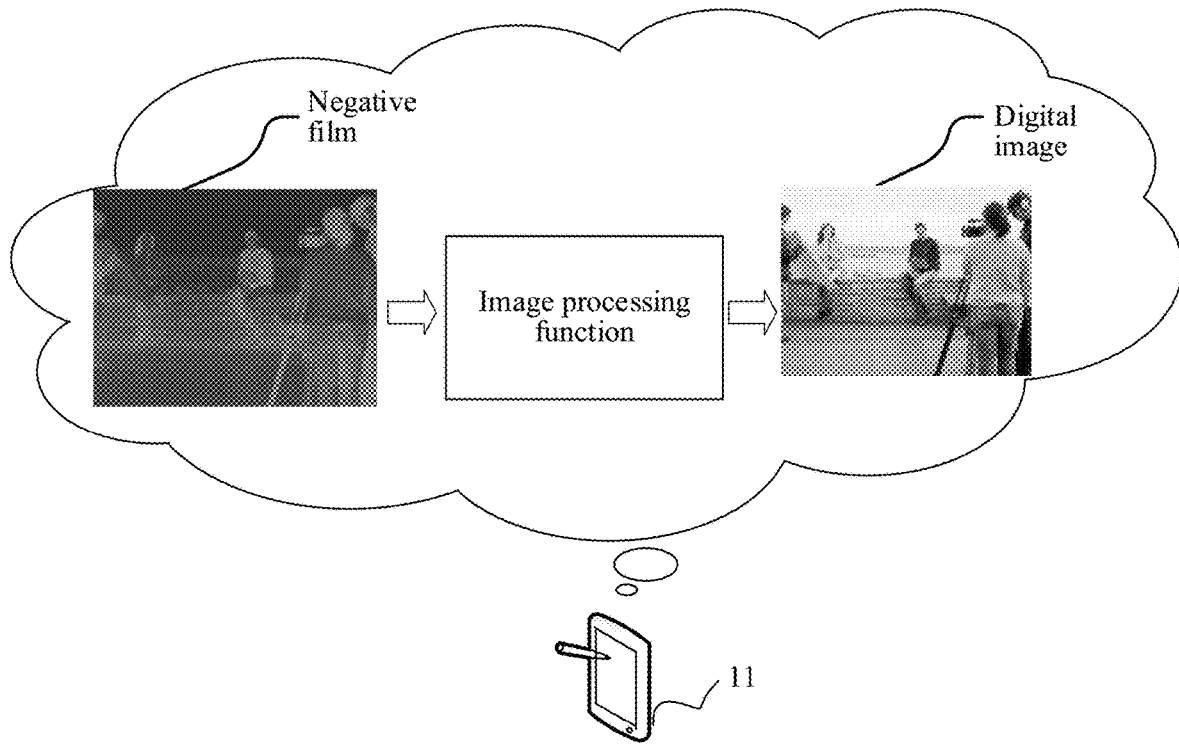 Negative
film
Digital
image
Image processing
function
11